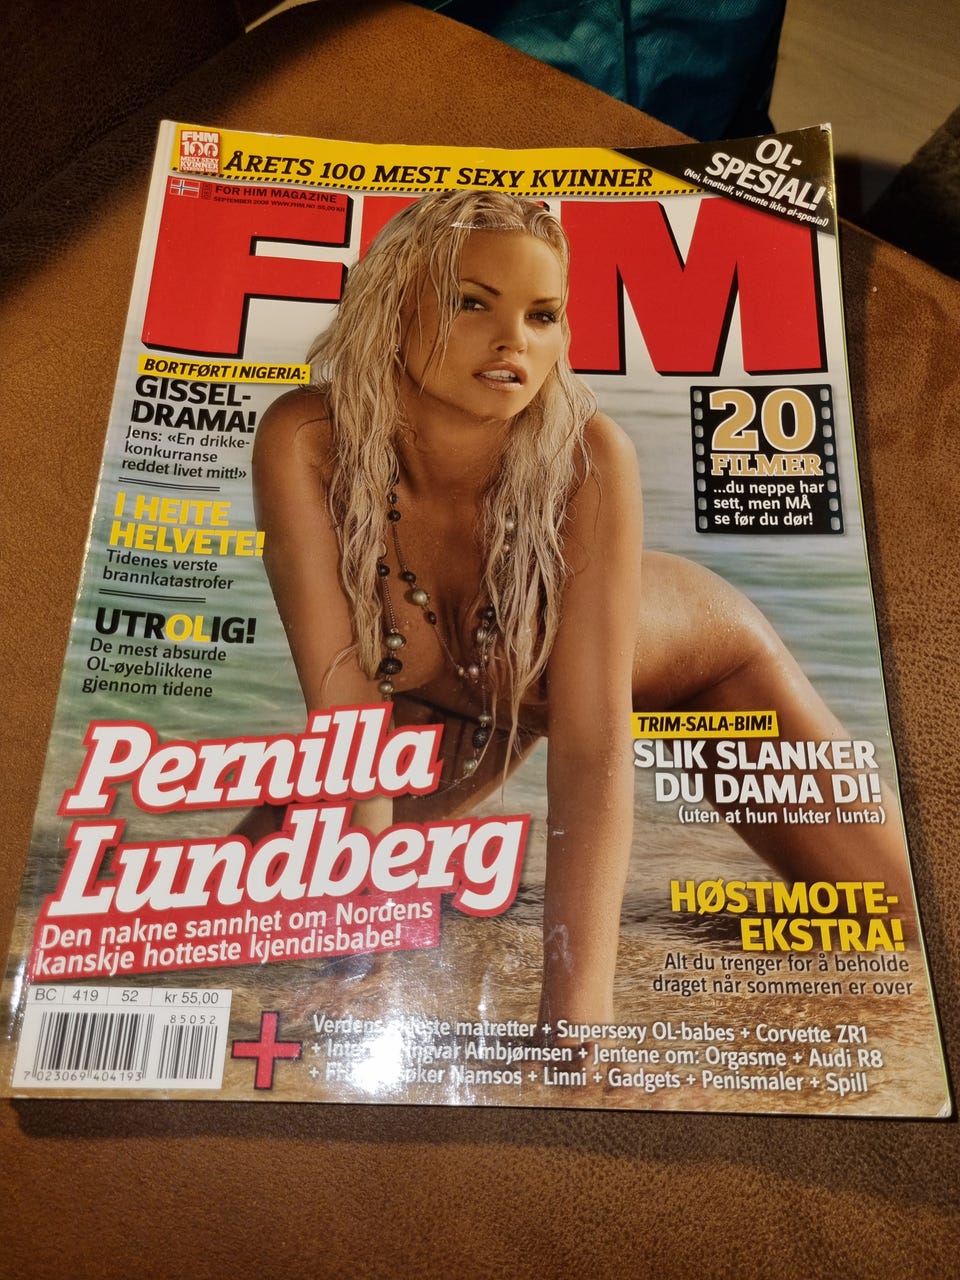 FHM
100
MEST SEXY
KVINNER
ÅRETS 100 MEST SEXY KVINNER
OL-
SPESIAL!
(Nei, knøttulf, vi mente ikke øl-spesial)
FOR HIM MAGAZINE
SEPTEMBER 2008 WWW.FHM.NO 55,00 KR
FHM
BORTFØRT I NIGERIA:
GISSEL-
DRAMA!
Jens: «En drikke-
konkurranse
reddet livet mitt!»
I HEITE
HELVETE!
Tidenes verste
brannkatastrofer
UTROLIG!
De mest absurde
OL-øyeblikkene
gjennom tidene
20
FILMER
...du neppe har
sett, men MÅ
se før du dør!
Pernilla
Lundberg
Den nakne sannhet om Nordens
kanskje hotteste kjendisbabe!
TRIM-SALA-BIM!
SLIK SLANKER
DU DAMA DI!
(uten at hun lukter lunta)
HØSTMOTE-
EKSTRA!
Alt du trenger for å beholde
draget når sommeren er over
BC 419 52 kr 55,00
85052
7 023069 404193
+
Verdens matretter + Supersexy OL-babes + Corvette ZR1
+ Ingvar Ambjørnsen + Jentene om: Orgasme + Audi R8
+ Namsos + Linni + Gadgets + Penismaler + Spill